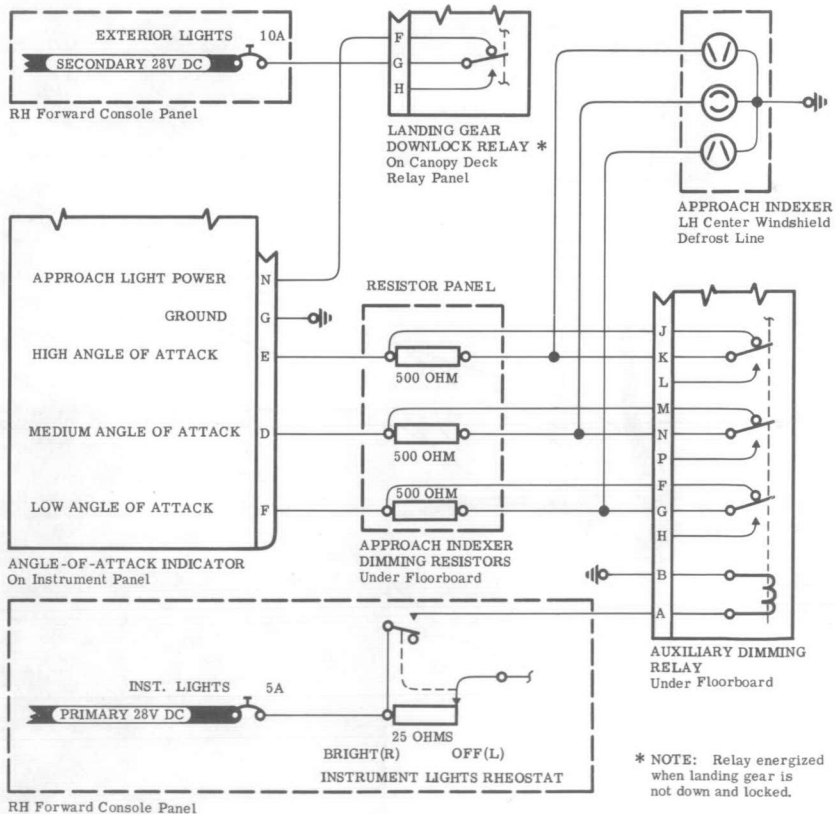 EXTERIOR LIGHTS 10A
SECONDARY 28V DC
RH Forward Console Panel
F
G
H
LANDING GEAR
DOWNLOCK RELAY *
On Canopy Deck
Relay Panel
APPROACH INDEXER
LH Center Windshield
Defrost Line
APPROACH LIGHT POWER N
GROUND G
HIGH ANGLE OF ATTACK E
MEDIUM ANGLE OF ATTACK D
LOW ANGLE OF ATTACK F
ANGLE-OF-ATTACK INDICATOR
On Instrument Panel
RESISTOR PANEL
500 OHM
500 OHM
500 OHM
APPROACH INDEXER
DIMMING RESISTORS
Under Floorboard
J
K
L
M
N
P
F
G
H
B
A
AUXILIARY DIMMING
RELAY
Under Floorboard
INST. LIGHTS 5A
PRIMARY 28V DC
25 OHMS
BRIGHT(R) OFF(L)
INSTRUMENT LIGHTS RHEOSTAT
RH Forward Console Panel
* NOTE: Relay energized
when landing gear is
not down and locked.